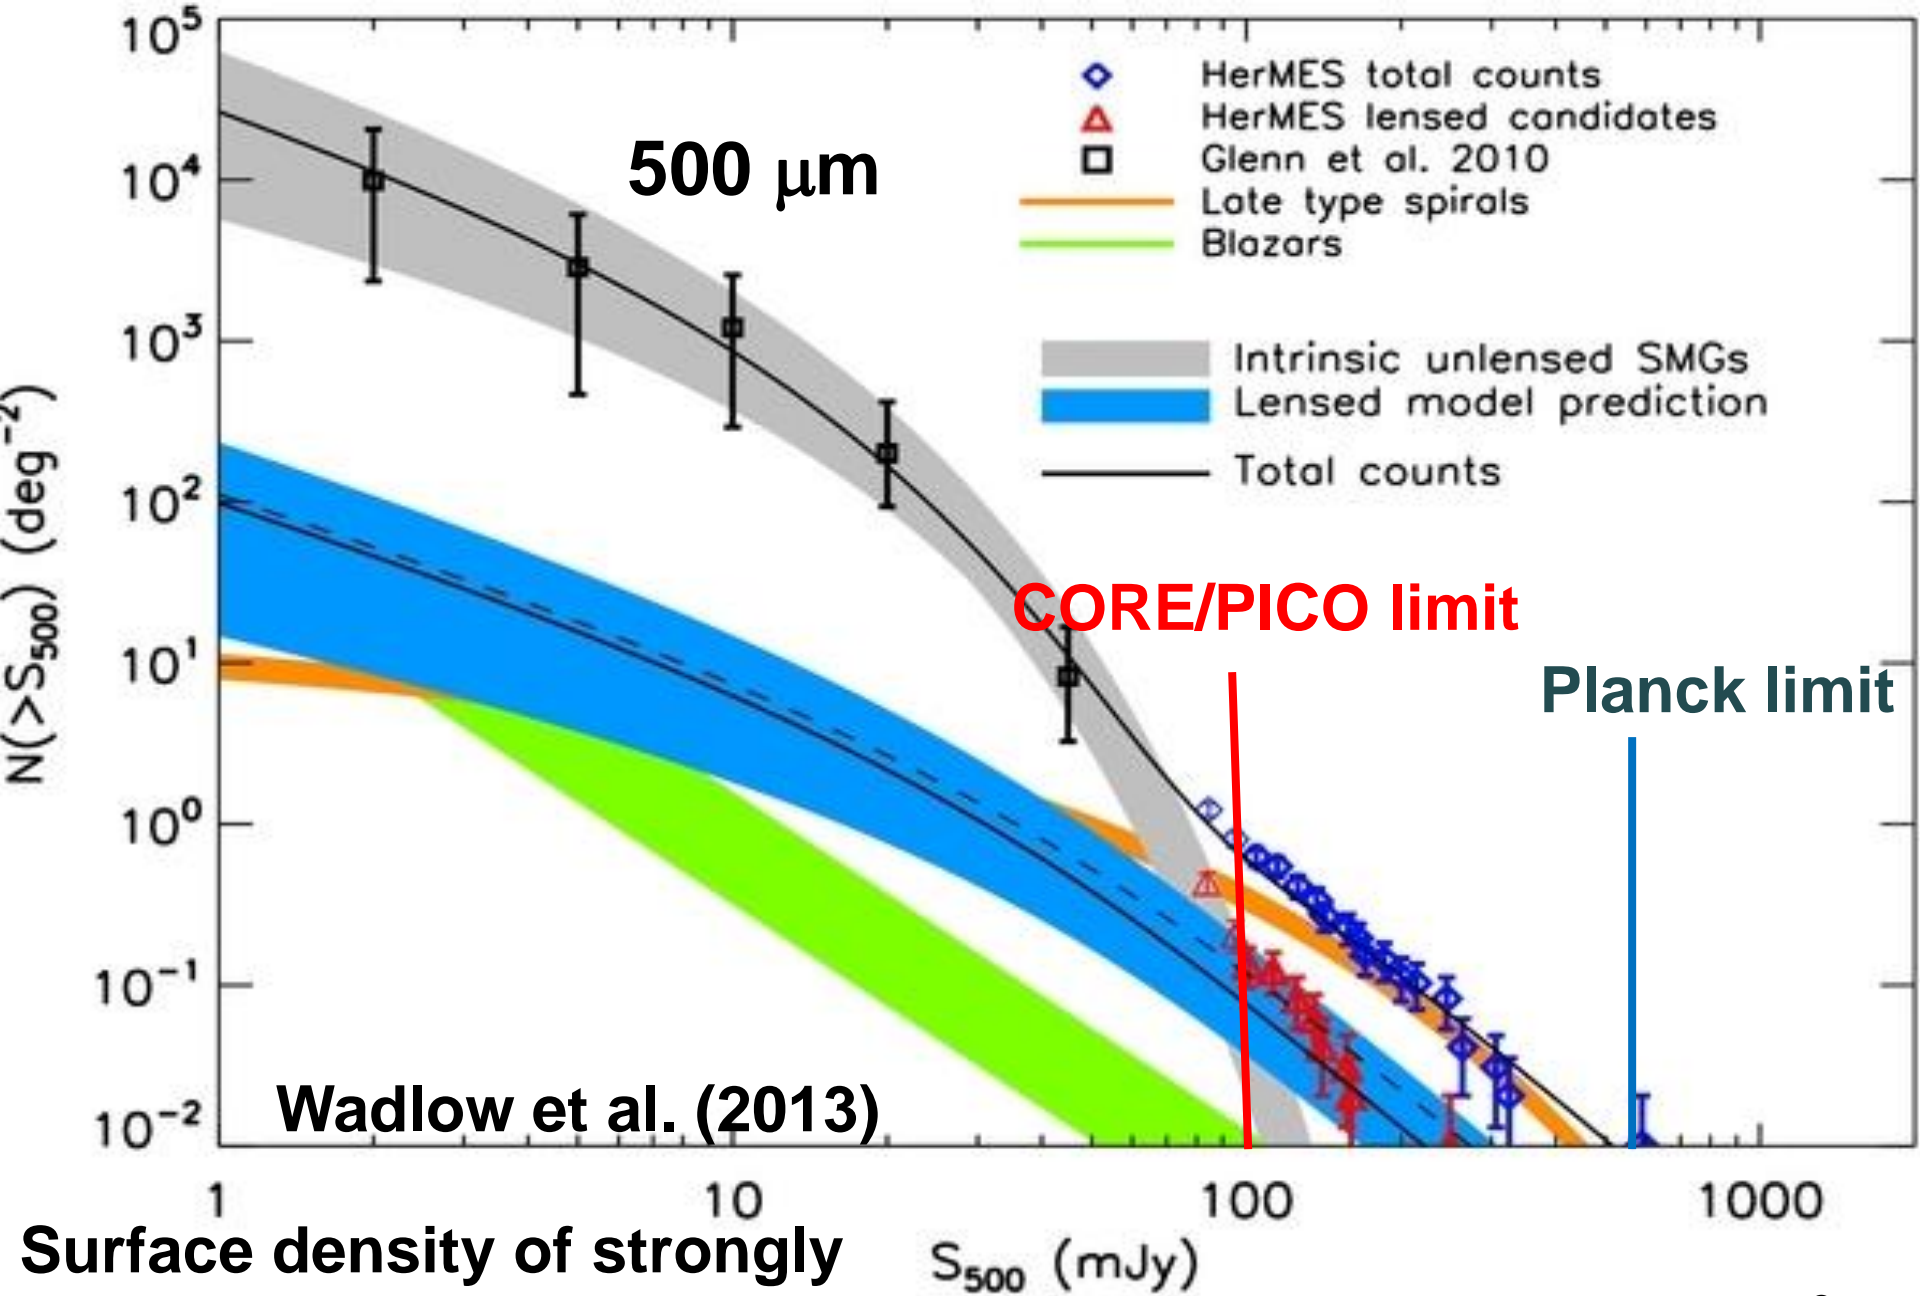 10⁵
10⁴
10³
10²
10¹
10⁰
10⁻¹
10⁻²
N(>S₅₀₀) (deg⁻²)
500 μm
HerMES total counts
HerMES lensed candidates
Glenn et al. 2010
Late type spirals
Blazars
Intrinsic unlensed SMGs
Lensed model prediction
Total counts
CORE/PICO limit
Planck limit
Wadlow et al. (2013)
1 10 100 1000
S₅₀₀ (mJy)
Surface density of strongly